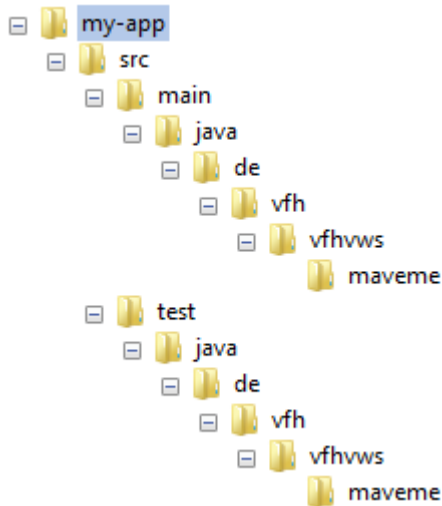 my-app
src
main
java
de
vfh
vfhvws
maveme
test
java
de
vfh
vfhvws
maveme